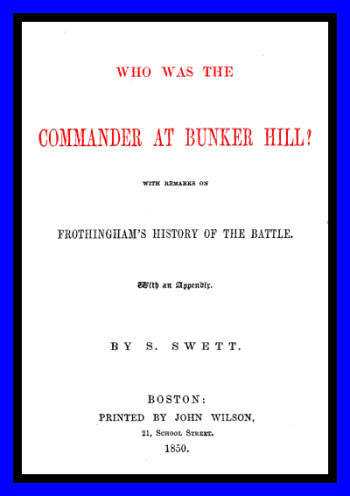 WHO WAS THE
COMMANDER AT BUNKER HILL?
WITH REMARKS ON
FROTHINGHAM'S HISTORY OF THE BATTLE.
With an Appendix.
BY S. SWETT.
BOSTON:
PRINTED BY JOHN WILSON,
21, SCHOOL STREET.
1850.